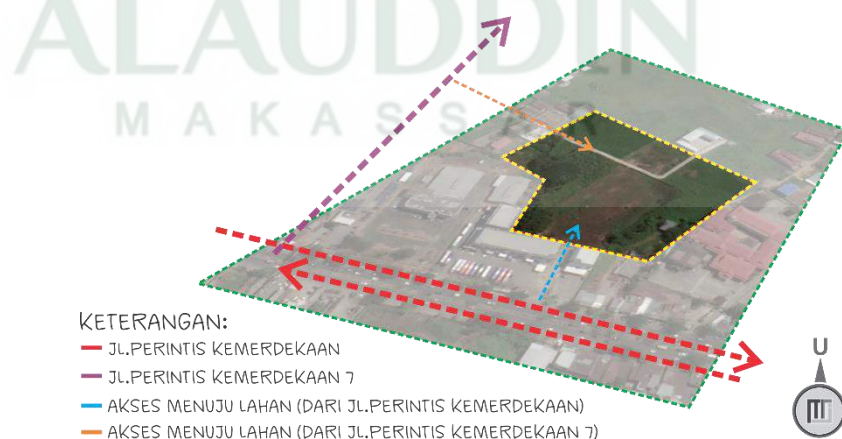 ALAUDDIN
MAKASSAR
KETERANGAN:
JL.PERINTIS KEMERDEKAAN
JL.PERINTIS KEMERDEKAAN 7
AKSES MENUJU LAHAN (DARI JL.PERINTIS KEMERDEKAAN)
AKSES MENUJU LAHAN (DARI JL.PERINTIS KEMERDEKAAN 7)
U